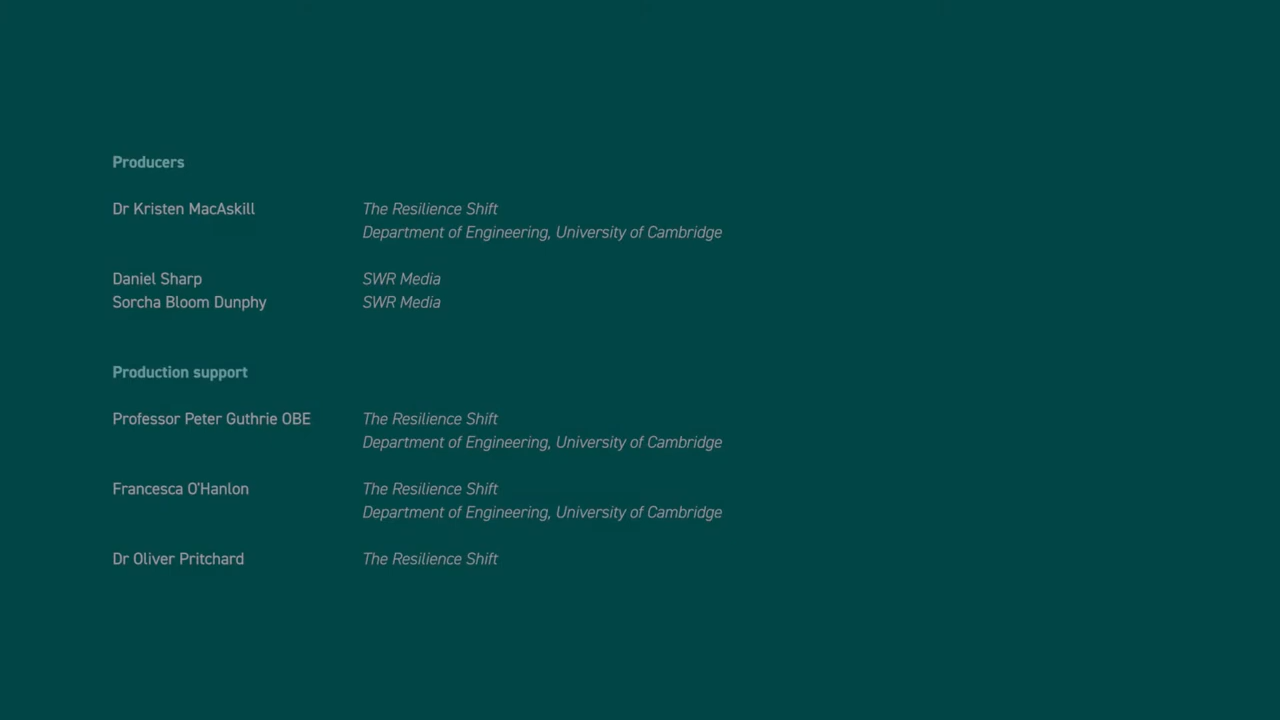 Producers
Dr Kristen MacAskill The Resilience Shift
Department of Engineering, University of Cambridge
Daniel Sharp SWR Media
Sorcha Bloom Dunphy SWR Media
Production support
Professor Peter Guthrie OBE The Resilience Shift
Department of Engineering, University of Cambridge
Francesca O'Hanlon The Resilience Shift
Department of Engineering, University of Cambridge
Dr Oliver Pritchard The Resilience Shift